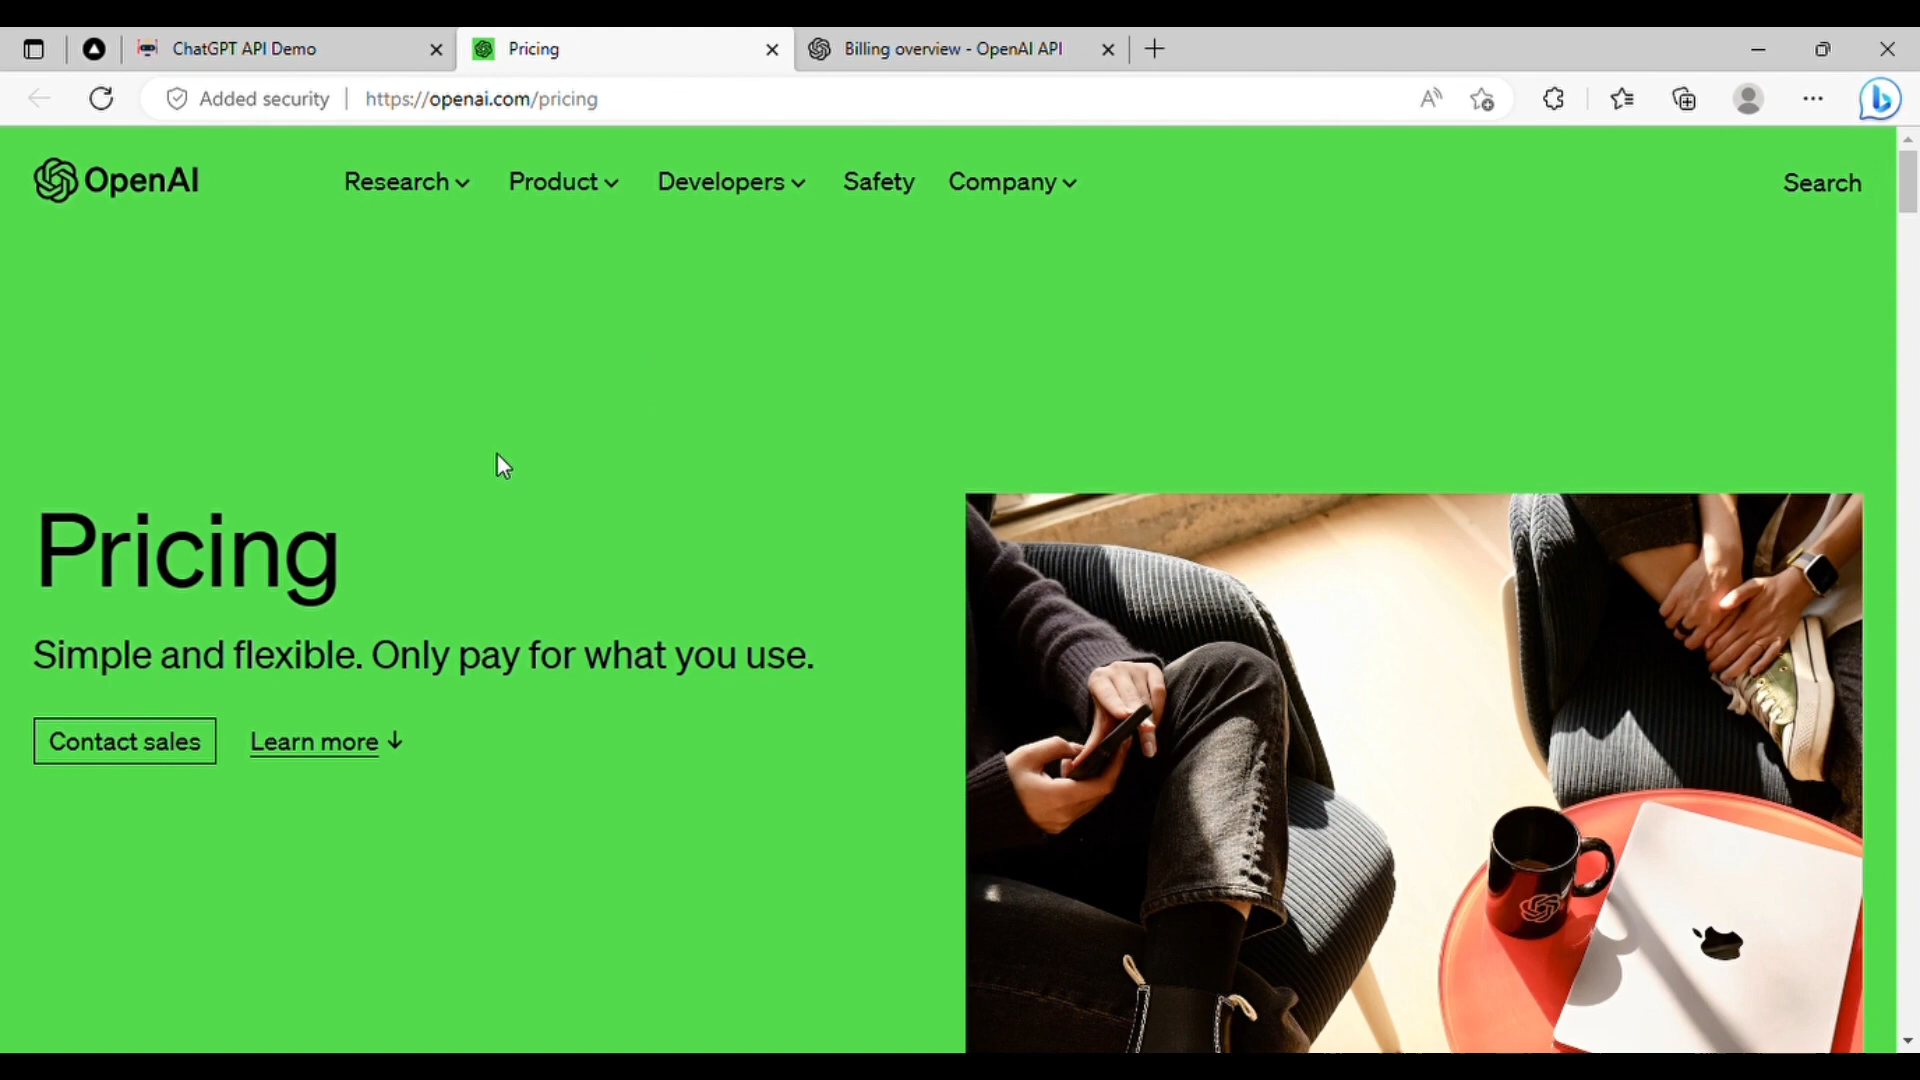 ChatGPT API Demo
Pricing
Billing overview - OpenAI API
Added security
https://openai.com/pricing
OpenAI
Research
Product
Developers
Safety
Company
Search
Pricing
Simple and flexible. Only pay for what you use.
Contact sales
Learn more ↓